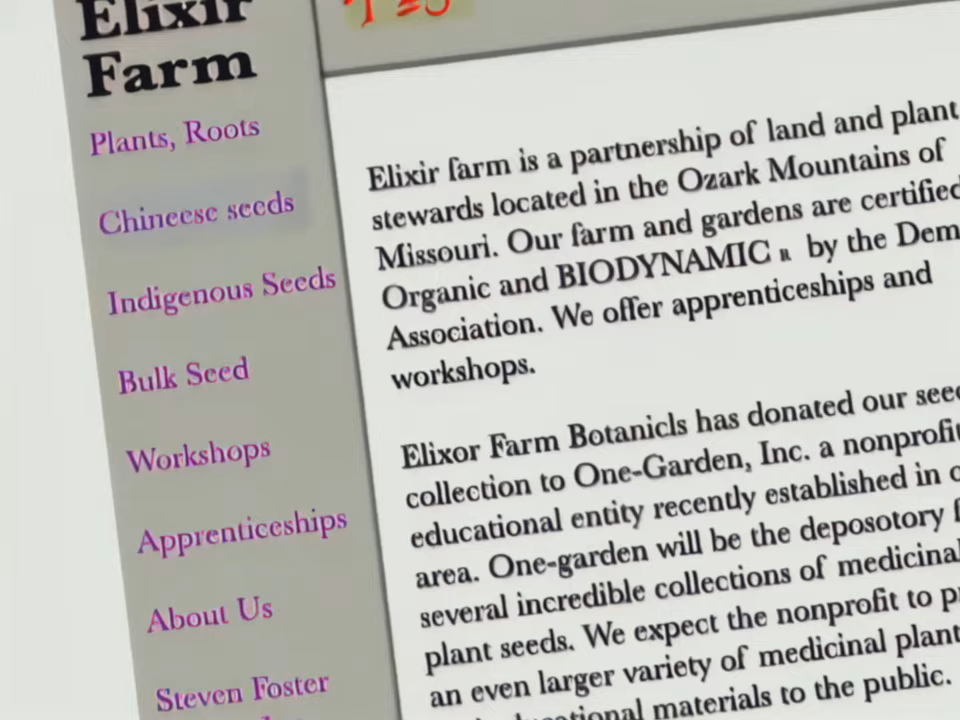 Elixir
Farm
Plants, Roots
Chineese seeds
Indigenous Seeds
Bulk Seed
Workshops
Apprenticeships
About Us
Steven Foster
Elixir farm is a partnership of land and plant
stewards located in the Ozark Mountains of
Missouri. Our farm and gardens are certified
Organic and BIODYNAMIC R by the
Association. We offer apprenticeships and
workshops.
Elixor Farm Botanicls has donated our
collection to One-Garden, Inc. a nonprofit
educational entity recently established in
area. One-garden will be the deposotory
several incredible collections of medicinal
plant seeds. We expect the nonprofit to
an even larger variety of medicinal plant
materials to the public.